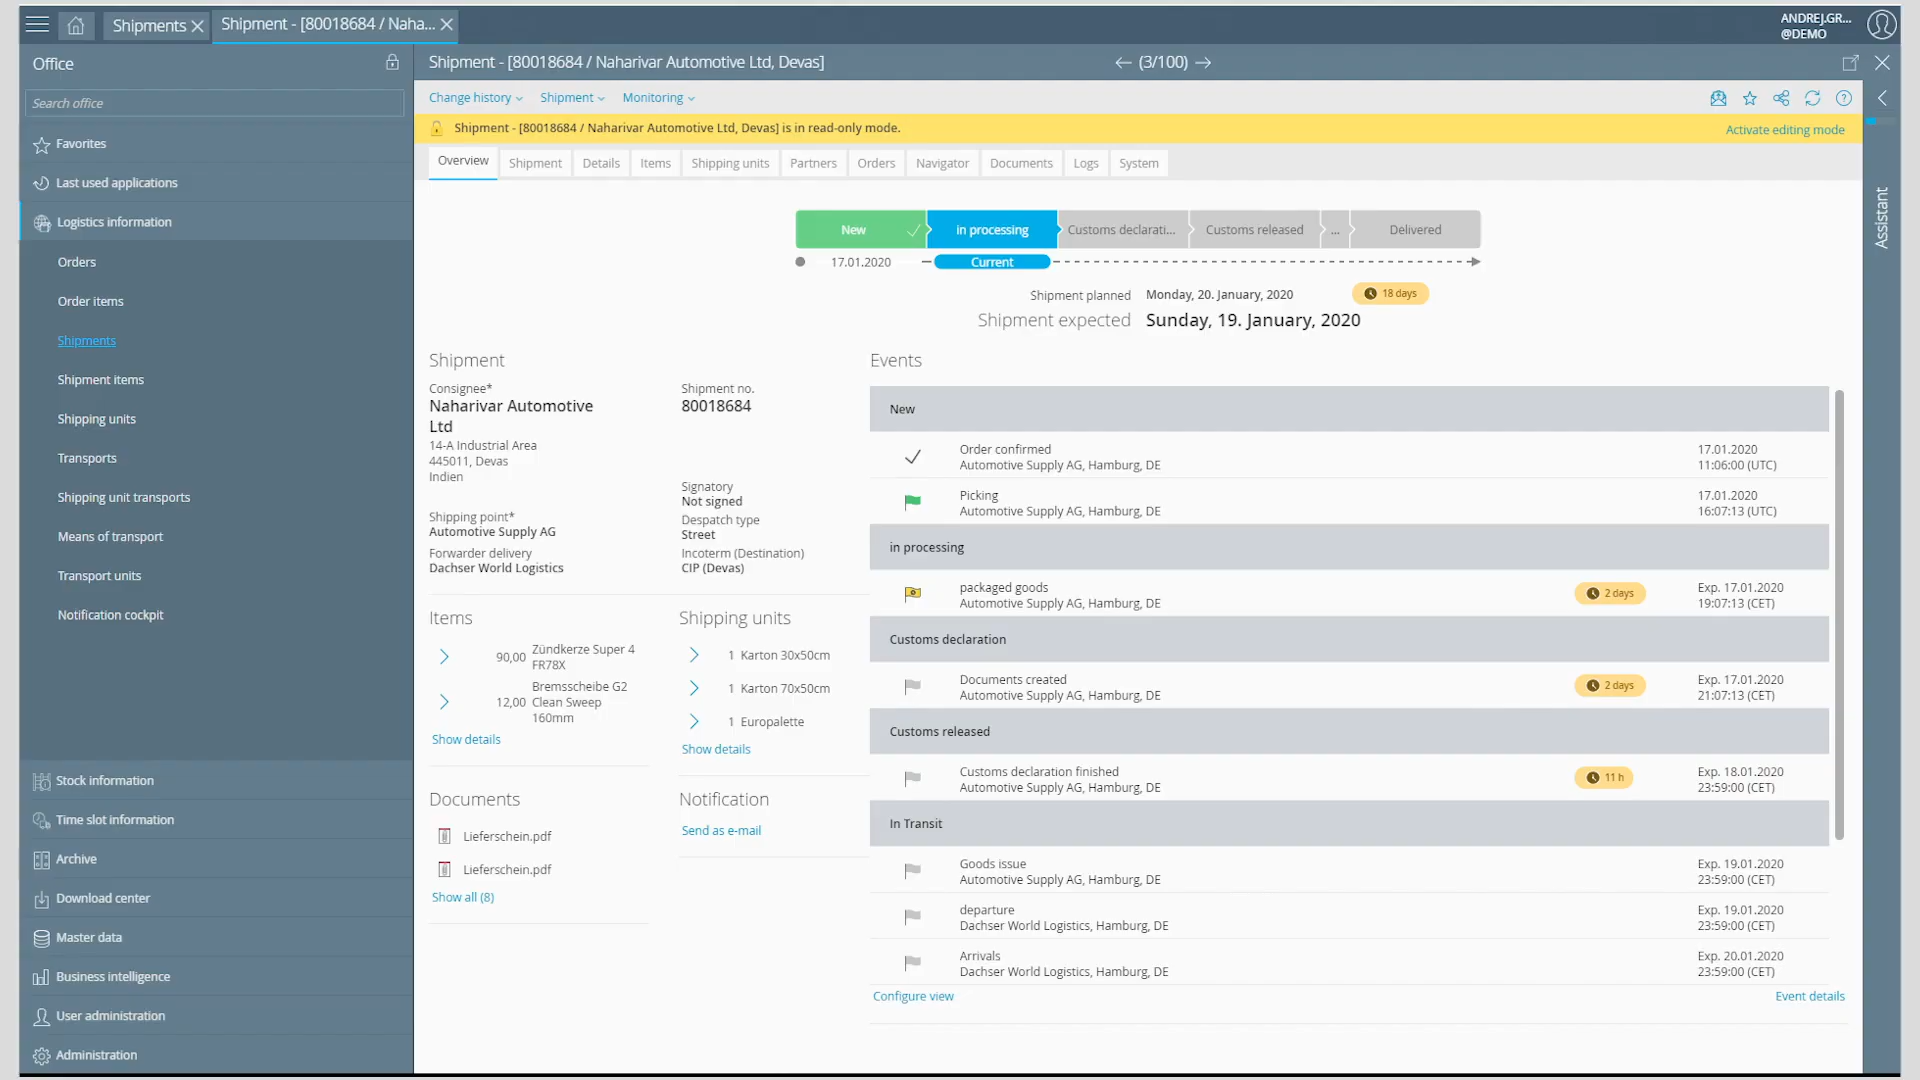 Shipments
Shipment - [80018684 / Naha...
ANDREJ.GR...
@DEMO
Office
Search office
Favorites
Last used applications
Logistics information
Orders
Order items
Shipments
Shipment items
Shipping units
Transports
Shipping unit transports
Means of transport
Transport units
Notification cockpit
Stock information
Time slot information
Archive
Download center
Master data
Business intelligence
User administration
Administration
Shipment - [80018684 / Naharivar Automotive Ltd, Devas]
(3/100)
Change history
Shipment
Monitoring
Shipment - [80018684 / Naharivar Automotive Ltd, Devas] is in read-only mode.
Activate editing mode
Overview
Shipment
Details
Items
Shipping units
Partners
Orders
Navigator
Documents
Logs
System
Assistant
New
in processing
Customs declarati...
Customs released
...
Delivered
17.01.2020
Current
Shipment planned
Monday, 20. January, 2020
18 days
Shipment expected
Sunday, 19. January, 2020
Shipment
Consignee*
Naharivar Automotive
Ltd
14-A Industrial Area
445011, Devas
Indien
Shipping point*
Automotive Supply AG
Forwarder delivery
Dachser World Logistics
Shipment no.
80018684
Signatory
Not signed
Despatch type
Street
Incoterm (Destination)
CIP (Devas)
Items
90,00 Zündkerze Super 4
FR78X
12,00 Bremsscheibe G2
Clean Sweep
160mm
Show details
Shipping units
1 Karton 30x50cm
1 Karton 70x50cm
1 Europalette
Show details
Documents
Lieferschein.pdf
Lieferschein.pdf
Show all (8)
Notification
Send as e-mail
Events
New
Order confirmed
Automotive Supply AG, Hamburg, DE
17.01.2020
11:06:00 (UTC)
Picking
Automotive Supply AG, Hamburg, DE
17.01.2020
16:07:13 (UTC)
in processing
packaged goods
Automotive Supply AG, Hamburg, DE
2 days
Exp. 17.01.2020
19:07:13 (CET)
Customs declaration
Documents created
Automotive Supply AG, Hamburg, DE
2 days
Exp. 17.01.2020
21:07:13 (CET)
Customs released
Customs declaration finished
Automotive Supply AG, Hamburg, DE
11 h
Exp. 18.01.2020
23:59:00 (CET)
In Transit
Goods issue
Automotive Supply AG, Hamburg, DE
Exp. 19.01.2020
23:59:00 (CET)
departure
Dachser World Logistics, Hamburg, DE
Exp. 19.01.2020
23:59:00 (CET)
Arrivals
Dachser World Logistics, Hamburg, DE
Exp. 20.01.2020
23:59:00 (CET)
Configure view
Event details